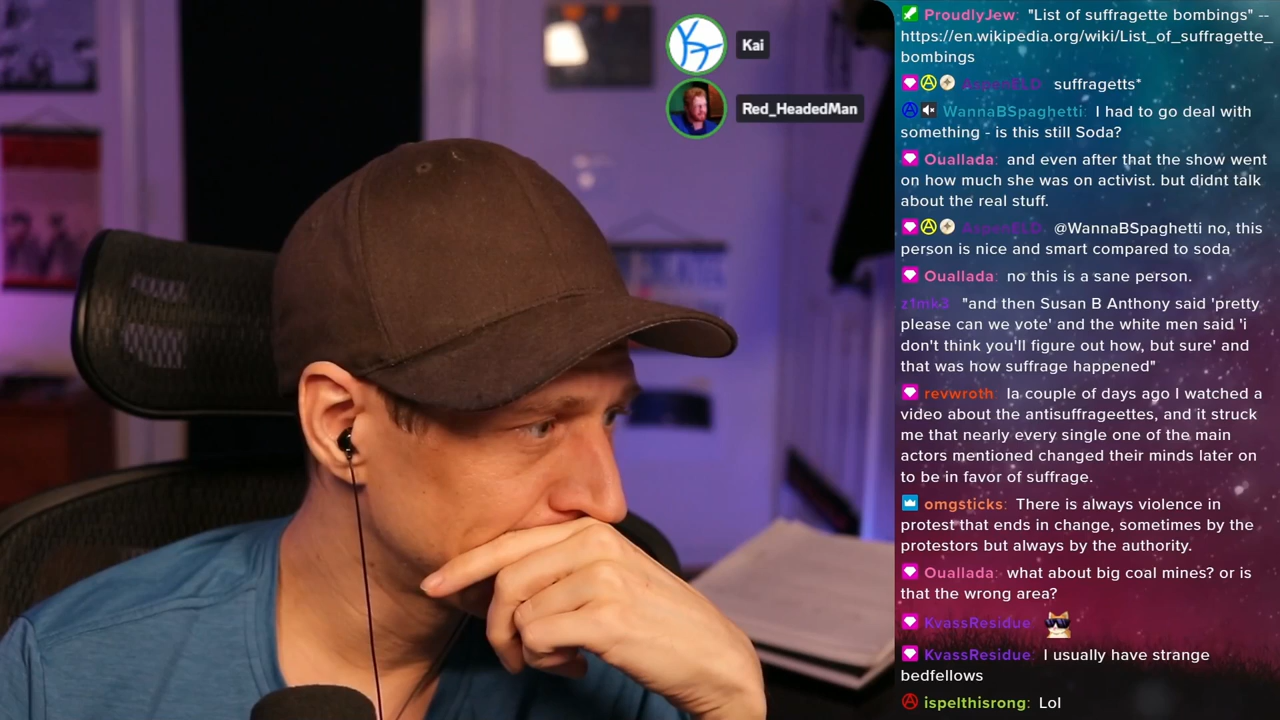 Kai
Red_HeadedMan
ProudlyJew: "List of suffragette bombings" --
https://en.wikipedia.org/wiki/List_of_suffragette_
bombings
AspenELD: suffragetts*
WannaBSpaghetti: I had to go deal with
something - is this still Soda?
Ouallada: and even after that the show went
on how much she was on activist. but didnt talk
about the real stuff.
AspenELD: @WannaBSpaghetti no, this
person is nice and smart compared to soda
Ouallada: no this is a sane person.
z1mk3: "and then Susan B Anthony said 'pretty
please can we vote' and the white men said 'i
don't think you'll figure out how, but sure' and
that was how suffrage happened"
revwroth: Ia couple of days ago I watched a
video about the antisuffrageettes, and it struck
me that nearly every single one of the main
actors mentioned changed their minds later on
to be in favor of suffrage.
omgsticks: There is always violence in
protest that ends in change, sometimes by the
protestors but always by the authority.
Ouallada: what about big coal mines? or is
that the wrong area?
KvassResidue:
KvassResidue: I usually have strange
bedfellows
ispelthisrong: Lol